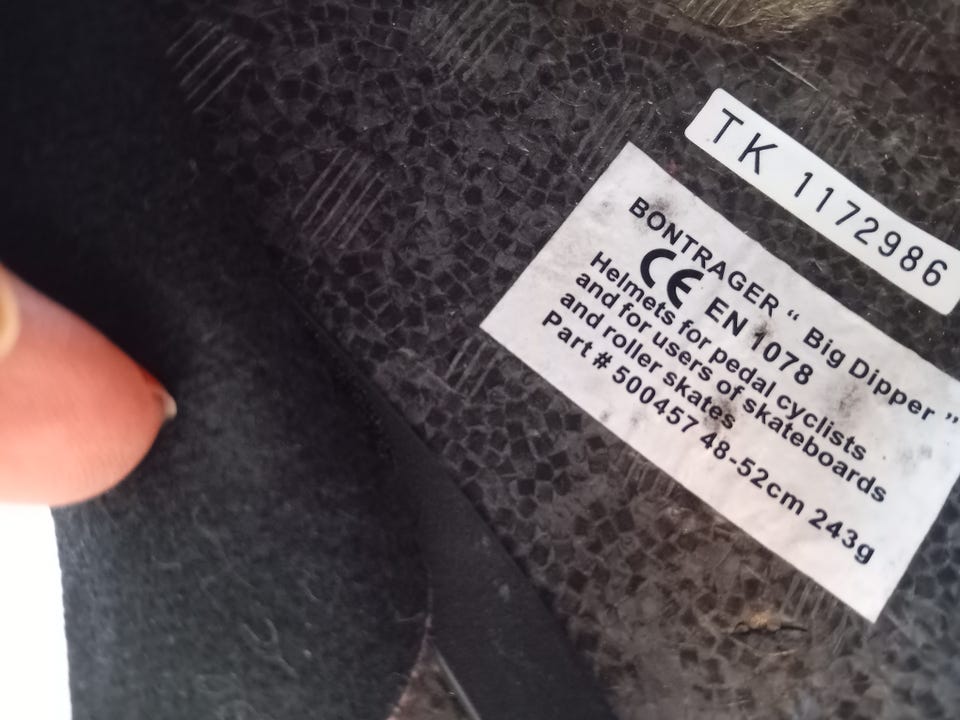 TK 1172986
BONTRAGER “ Big Dipper ”
CE EN 1078
Helmets for pedal cyclists
and for users of skateboards
and roller skates
Part # 500457 48-52cm 243g